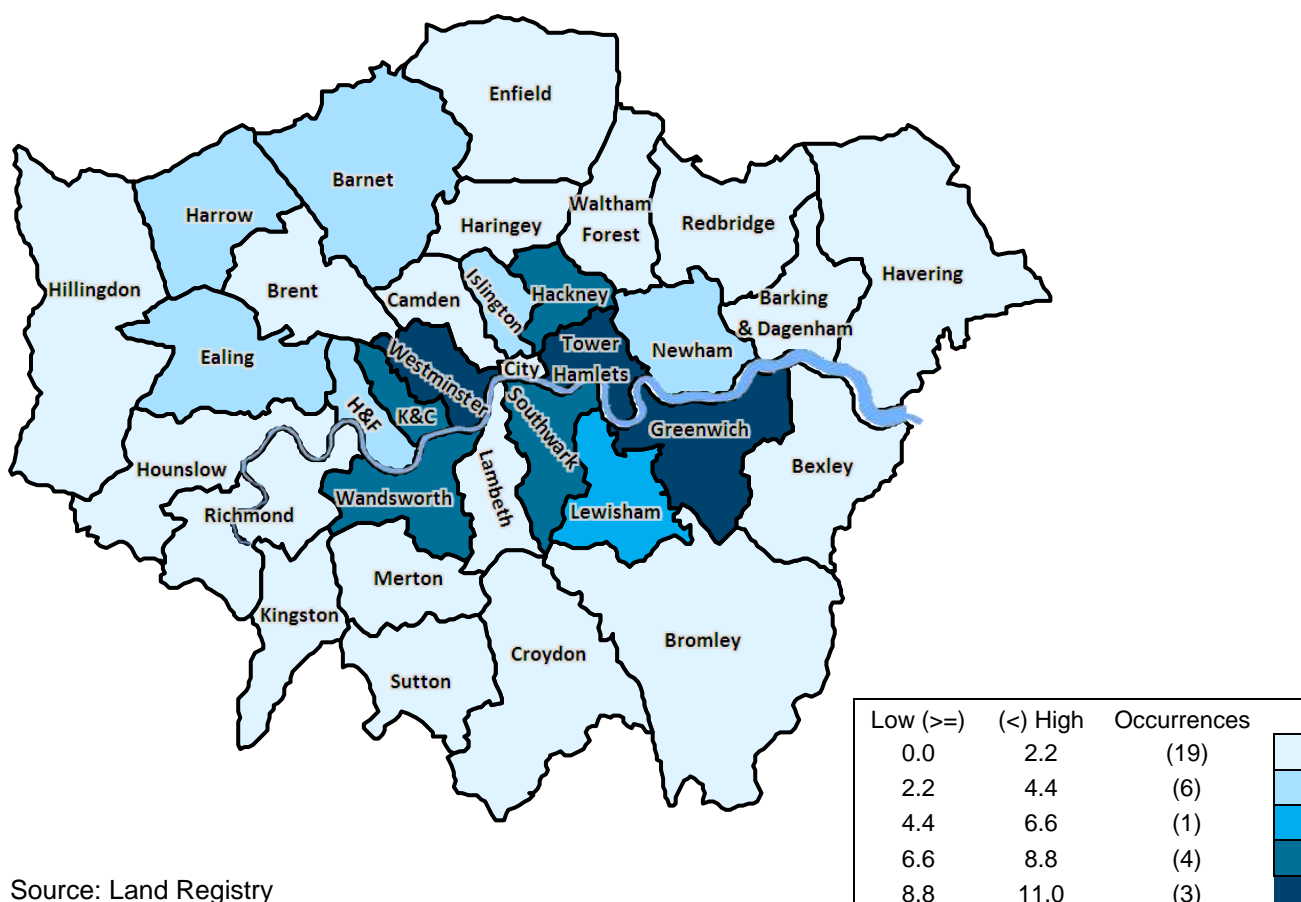 Enfield
Barnet
Harrow
Haringey
Waltham
Forest
Redbridge
Havering
Hillingdon
Brent
Camden
Islington
Hackney
Barking
& Dagenham
Ealing
Westminster
City
Tower
Hamlets
Newham
H&F
K&C
Southwark
Greenwich
Hounslow
Richmond
Wandsworth
Lambeth
Lewisham
Bexley
Merton
Kingston
Sutton
Croydon
Bromley
Low (>=) (<) High Occurrences
0.0 2.2 (19)
2.2 4.4 (6)
4.4 6.6 (1)
6.6 8.8 (4)
8.8 11.0 (3)
Source: Land Registry